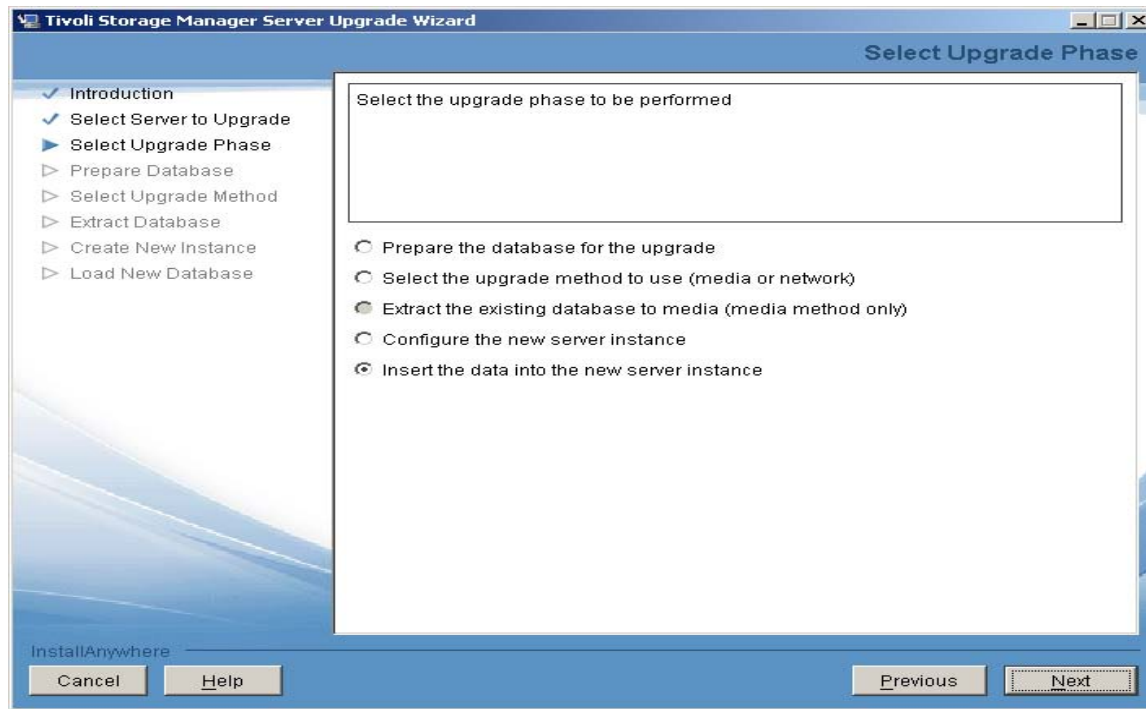 Tivoli Storage Manager Server Upgrade Wizard
Select Upgrade Phase
Introduction
Select Server to Upgrade
Select Upgrade Phase
Prepare Database
Select Upgrade Method
Extract Database
Create New Instance
Load New Database
Select the upgrade phase to be performed
Prepare the database for the upgrade
Select the upgrade method to use (media or network)
Extract the existing database to media (media method only)
Configure the new server instance
Insert the data into the new server instance
InstallAnywhere
Cancel
Help
Previous
Next